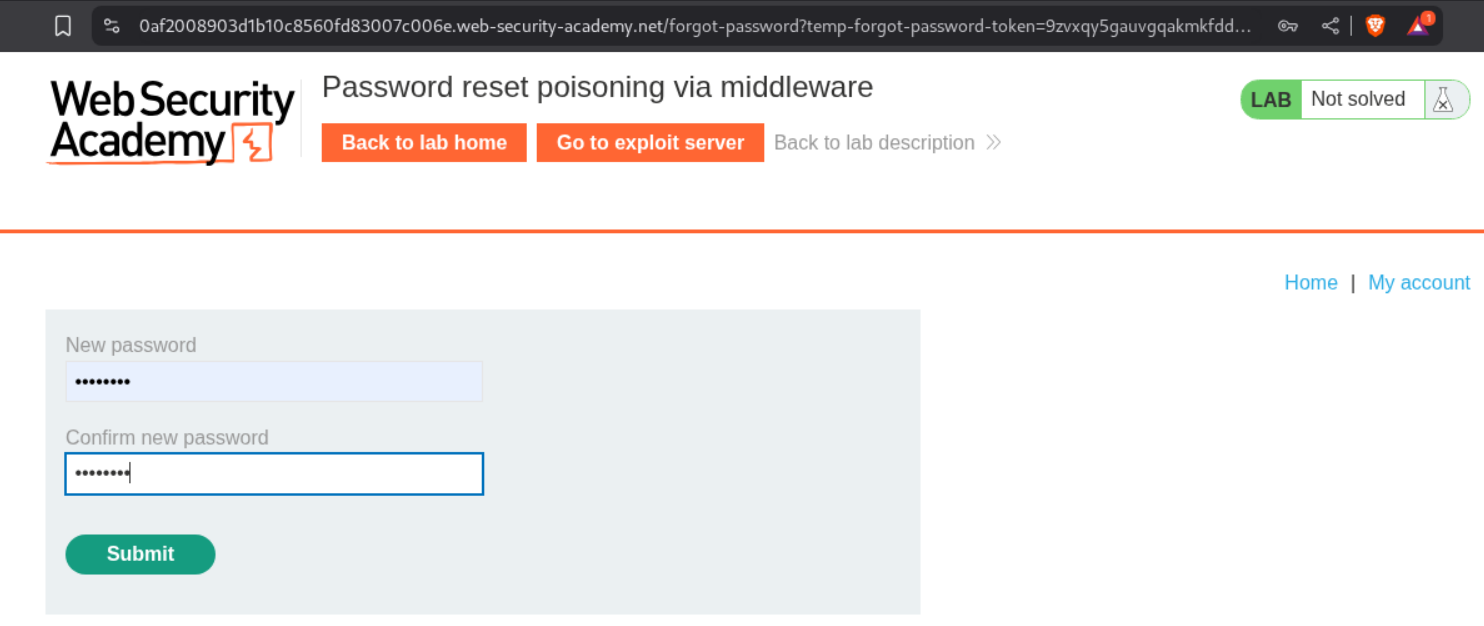 0af2008903d1b10c8560fd83007c006e.web-security-academy.net/forgot-password?temp-forgot-password-token=9zvxqy5gauvgqakmkfdd...
1
Web Security
Academy
Password reset poisoning via middleware
LAB Not solved
Back to lab home Go to exploit server Back to lab description
Home | My account
New password
••••••••
Confirm new password
••••••••
Submit